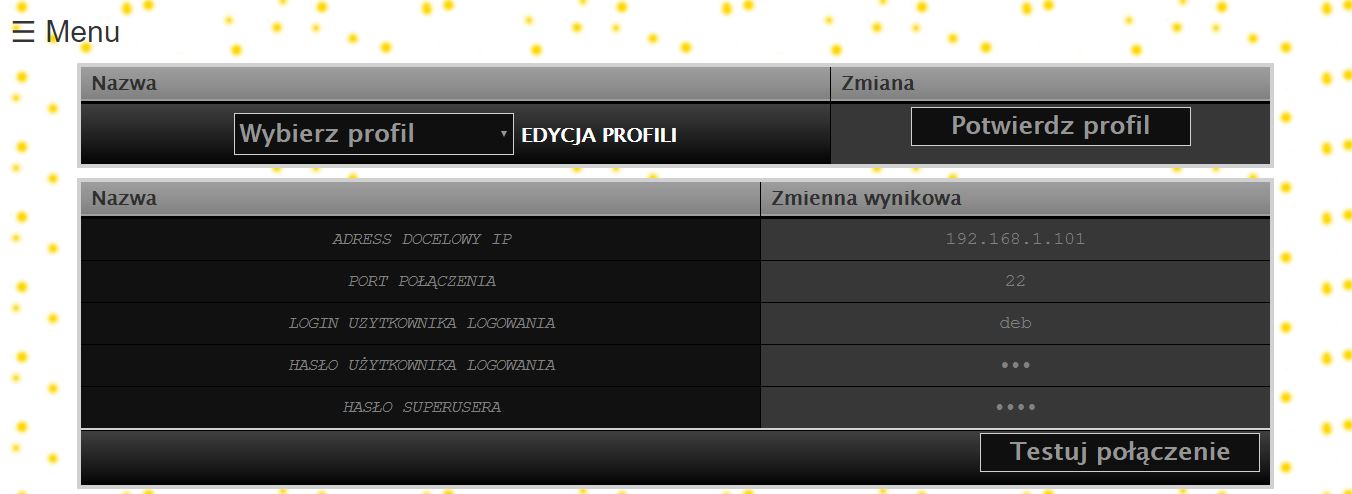 ☰ Menu
Nazwa Zmiana
Wybierz profil ▾ EDYCJA PROFILI Potwierdz profil
Nazwa Zmienna wynikowa
ADRESS DOCELOWY IP 192.168.1.101
PORT POŁĄCZENIA 22
LOGIN UZYTKOWNIKA LOGOWANIA deb
HASŁO UŻYTKOWNIKA LOGOWANIA •••
HASŁO SUPERUSERA ••••
Testuj połączenie